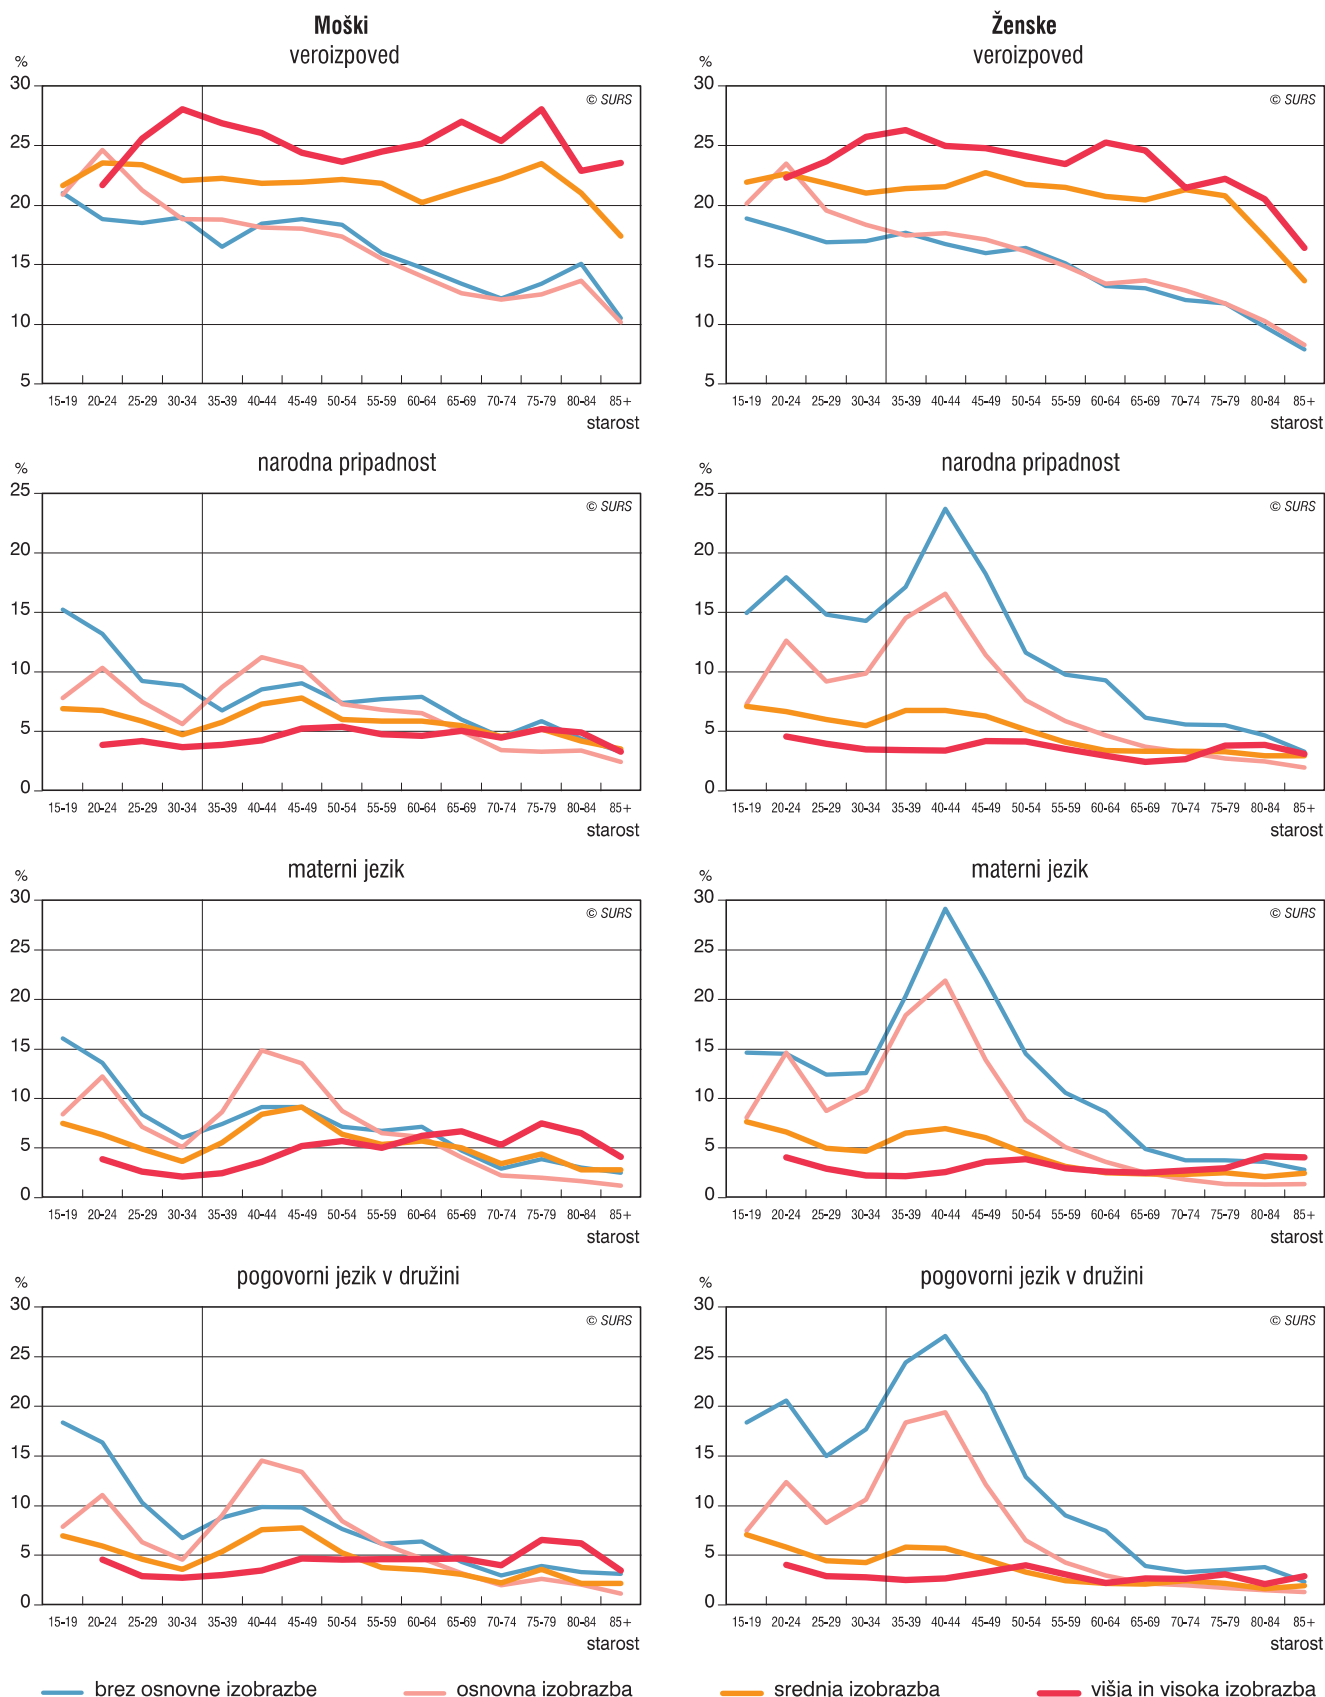 Moški
veroizpoved
%
30
25
20
15
10
5
© SURS
15-19 20-24 25-29 30-34 35-39 40-44 45-49 50-54 55-59 60-64 65-69 70-74 75-79 80-84 85+
starost
Ženske
veroizpoved
%
30
25
20
15
10
5
© SURS
15-19 20-24 25-29 30-34 35-39 40-44 45-49 50-54 55-59 60-64 65-69 70-74 75-79 80-84 85+
starost
narodna pripadnost
%
25
20
15
10
5
0
© SURS
15-19 20-24 25-29 30-34 35-39 40-44 45-49 50-54 55-59 60-64 65-69 70-74 75-79 80-84 85+
starost
narodna pripadnost
%
25
20
15
10
5
0
© SURS
15-19 20-24 25-29 30-34 35-39 40-44 45-49 50-54 55-59 60-64 65-69 70-74 75-79 80-84 85+
starost
materni jezik
%
30
25
20
15
10
5
0
© SURS
15-19 20-24 25-29 30-34 35-39 40-44 45-49 50-54 55-59 60-64 65-69 70-74 75-79 80-84 85+
starost
materni jezik
%
30
25
20
15
10
5
0
© SURS
15-19 20-24 25-29 30-34 35-39 40-44 45-49 50-54 55-59 60-64 65-69 70-74 75-79 80-84 85+
starost
pogovorni jezik v družini
%
30
25
20
15
10
5
0
© SURS
15-19 20-24 25-29 30-34 35-39 40-44 45-49 50-54 55-59 60-64 65-69 70-74 75-79 80-84 85+
starost
pogovorni jezik v družini
%
30
25
20
15
10
5
0
© SURS
15-19 20-24 25-29 30-34 35-39 40-44 45-49 50-54 55-59 60-64 65-69 70-74 75-79 80-84 85+
starost
brez osnovne izobrazbe osnovna izobrazba srednja izobrazba višja in visoka izobrazba